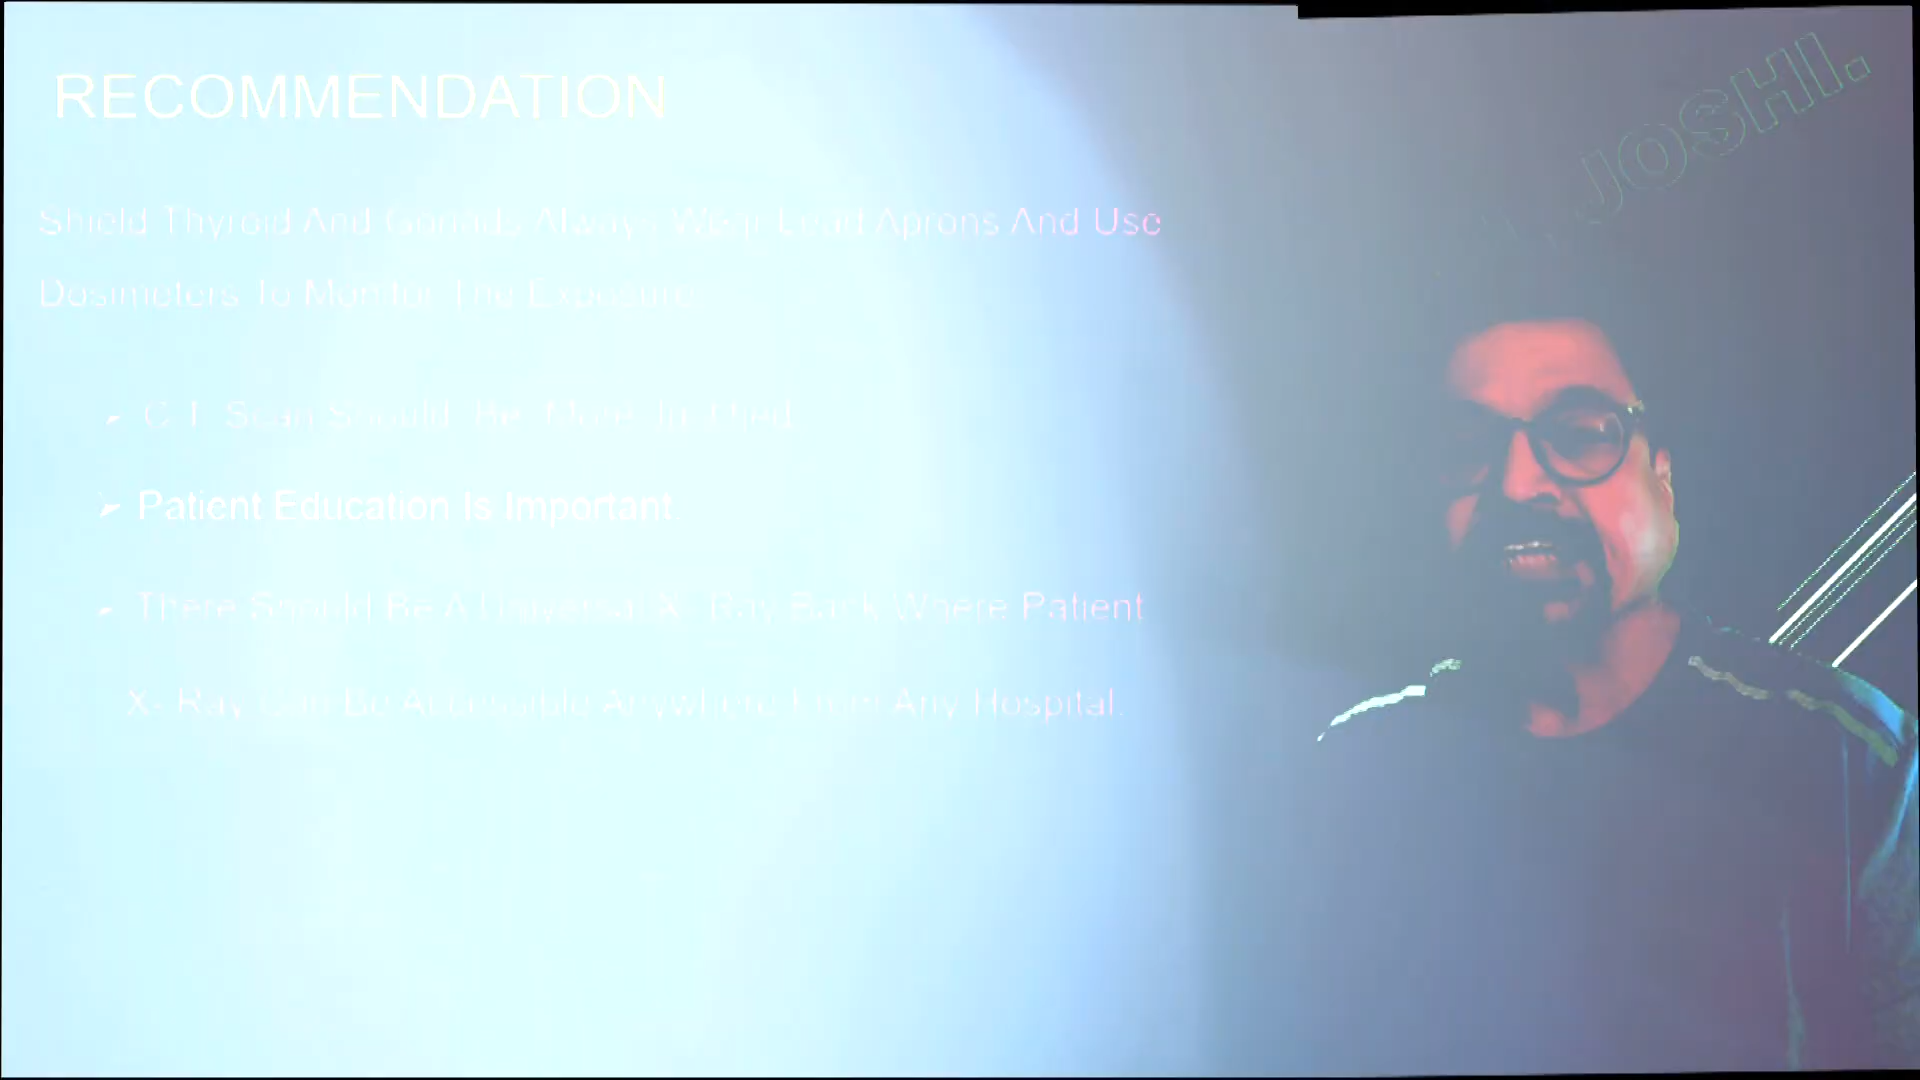 RECOMMENDATION
JOSHI.
Shield Thyroid And Gonads Always Wear Lead Aprons And Use
Dosimeters To Monitor The Exposure
C T Scan Should Be More
➢ Patient Education Is Important
There Should Be A Universal X- Ray Bank Where Patient
X- Ray Can Be Accessible Anywhere From Any Hospital.